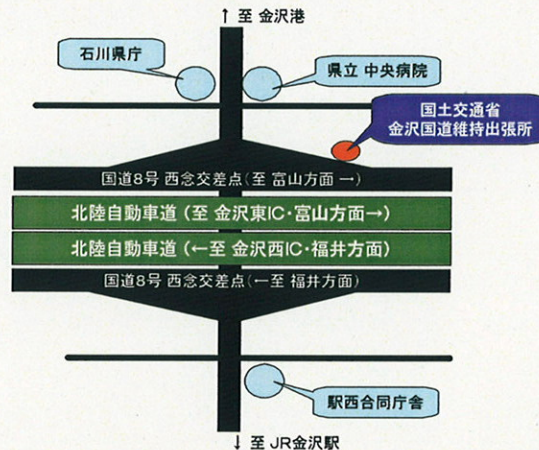 ↑ 至 金沢港
石川県庁
県立 中央病院
国土交通省
金沢国道維持出張所
国道8号 西念交差点(至 富山方面 →)
北陸自動車道 (至 金沢東IC・富山方面→)
北陸自動車道 (←至 金沢西IC・福井方面)
国道8号 西念交差点(←至 福井方面)
駅西合同庁舎
↓ 至 JR金沢駅